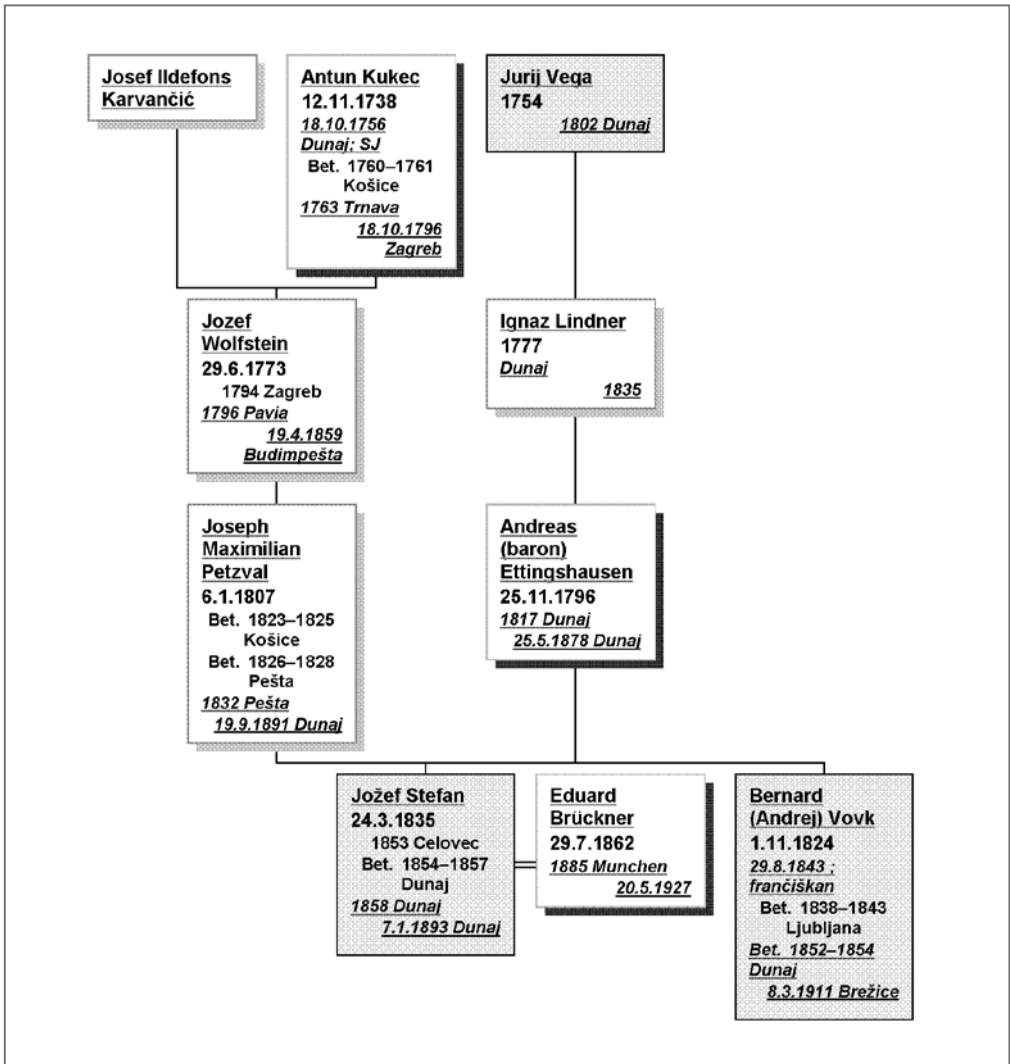 Josef Ildefons
Karvančić
Antun Kukec
12.11.1738
18.10.1756
Dunaj; SJ
Bet. 1760–1761
Košice
1763 Trnava
18.10.1796
Zagreb
Jurij Vega
1754
1802 Dunaj
Jozef
Wolfstein
29.6.1773
1794 Zagreb
1796 Pavia
19.4.1859
Budimpešta
Ignaz Lindner
1777
Dunaj
1835
Joseph
Maximilian
Petzval
6.1.1807
Bet. 1823–1825
Košice
Bet. 1826–1828
Pešta
1832 Pešta
19.9.1891 Dunaj
Andreas
(baron)
Ettingshausen
25.11.1796
1817 Dunaj
25.5.1878 Dunaj
Jožef Stefan
24.3.1835
1853 Celovec
Bet. 1854–1857
Dunaj
1858 Dunaj
7.1.1893 Dunaj
Eduard
Brückner
29.7.1862
1885 Munchen
20.5.1927
Bernard
(Andrej) Vovk
1.11.1824
29.8.1843 ;
frančiškan
Bet. 1838–1843
Ljubljana
Bet. 1852–1854
Dunaj
8.3.1911 Brežice